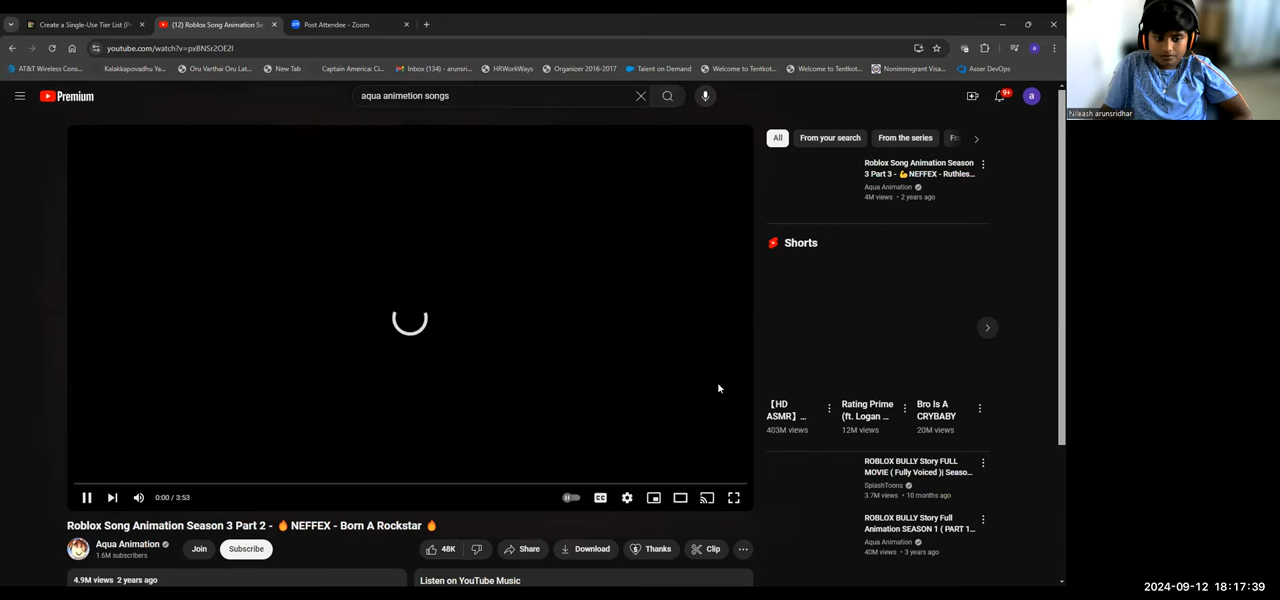 Create a Single-Use Tier List (P
(12) Roblox Song Animation Se
Post Attendee - Zoom
youtube.com/watch?v=pxBNSr2OE2I
AT&T Wireless Cons...
Kalakkapovadhu Ya...
Oru Varthai Oru Lat...
New Tab
Captain America: Ci...
Inbox (134) - arunsri...
HRWorkWays
Organizer 2016-2017
Talent on Demand
Welcome to Tentkot...
Welcome to Tentkot...
Nonimmigrant Visa...
Asser DevOps
Nileash arunsridhar
Premium
aqua animetion songs
9+
a
All
From your search
From the series
Roblox Song Animation Season
3 Part 3 - 💪NEFFEX - Ruthles...
Aqua Animation
4M views • 2 years ago
Shorts
【HD
ASMR】...
403M views
Rating Prime
(ft. Logan ...
12M views
Bro Is A
CRYBABY
20M views
ROBLOX BULLY Story FULL
MOVIE ( Fully Voiced )| Seaso...
SplashToons
3.7M views • 10 months ago
ROBLOX BULLY Story Full
Animation SEASON 1 ( PART 1...
Aqua Animation
40M views • 3 years ago
0:00 / 3:53
Roblox Song Animation Season 3 Part 2 - 🔥NEFFEX - Born A Rockstar 🔥
Aqua Animation
1.6M subscribers
Join
Subscribe
48K
Share
Download
Thanks
Clip
4.9M views 2 years ago
Listen on YouTube Music
2024-09-12 18:17:39